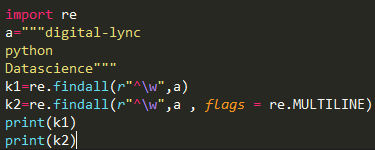 import re
a="""digital-lync
python
Datascience"""
k1=re.findall(r"^\w",a)
k2=re.findall(r"^\w",a , flags = re.MULTILINE)
print(k1)
print(k2)